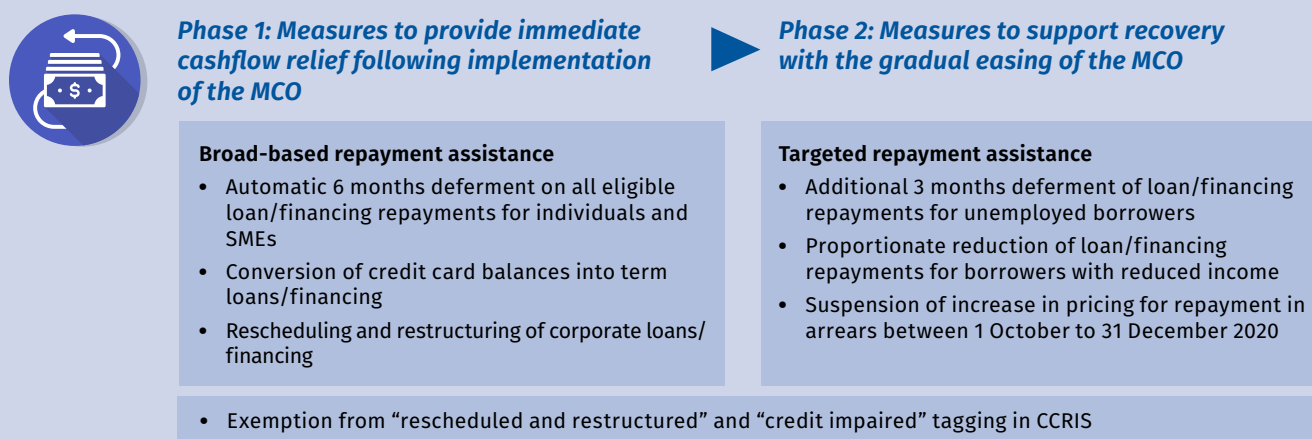 Phase 1: Measures to provide immediate
cashflow relief following implementation
of the MCO
Broad-based repayment assistance
• Automatic 6 months deferment on all eligible
loan/financing repayments for individuals and
SMEs
• Conversion of credit card balances into term
loans/financing
• Rescheduling and restructuring of corporate loans/
financing
Phase 2: Measures to support recovery
with the gradual easing of the MCO
Targeted repayment assistance
• Additional 3 months deferment of loan/financing
repayments for unemployed borrowers
• Proportionate reduction of loan/financing
repayments for borrowers with reduced income
• Suspension of increase in pricing for repayment in
arrears between 1 October to 31 December 2020
• Exemption from “rescheduled and restructured” and “credit impaired” tagging in CCRIS